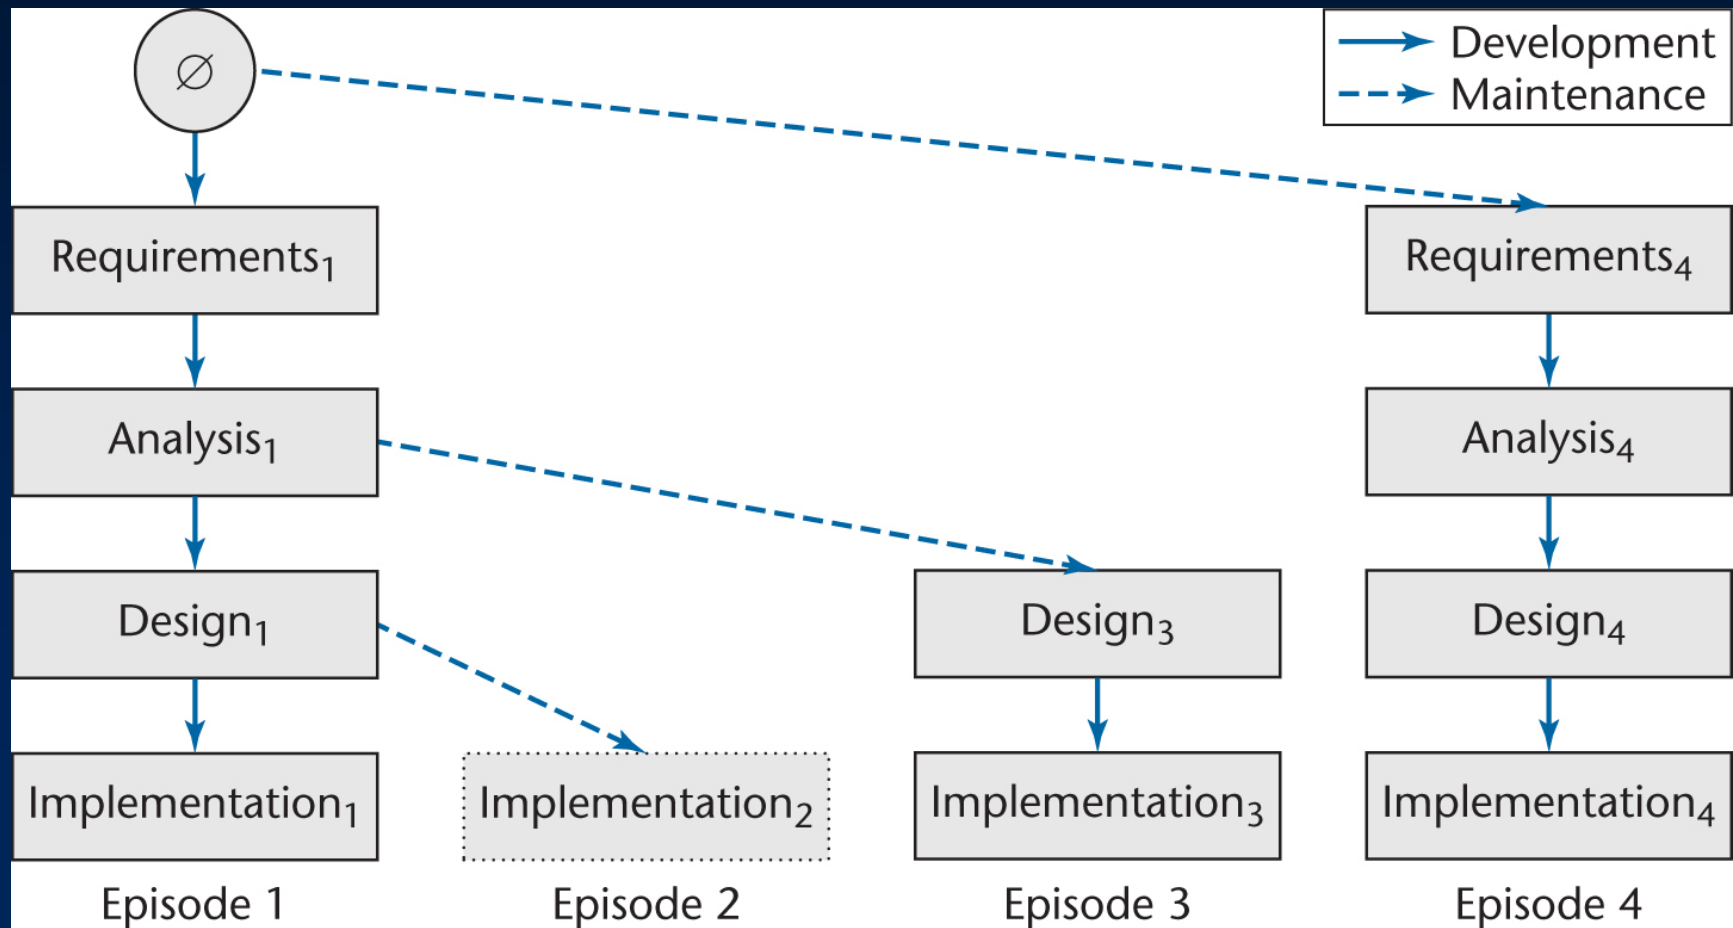 ∅
Development
Maintenance
Requirements₁
Requirements₄
Analysis₁
Analysis₄
Design₁
Design₃
Design₄
Implementation₁
Implementation₂
Implementation₃
Implementation₄
Episode 1
Episode 2
Episode 3
Episode 4